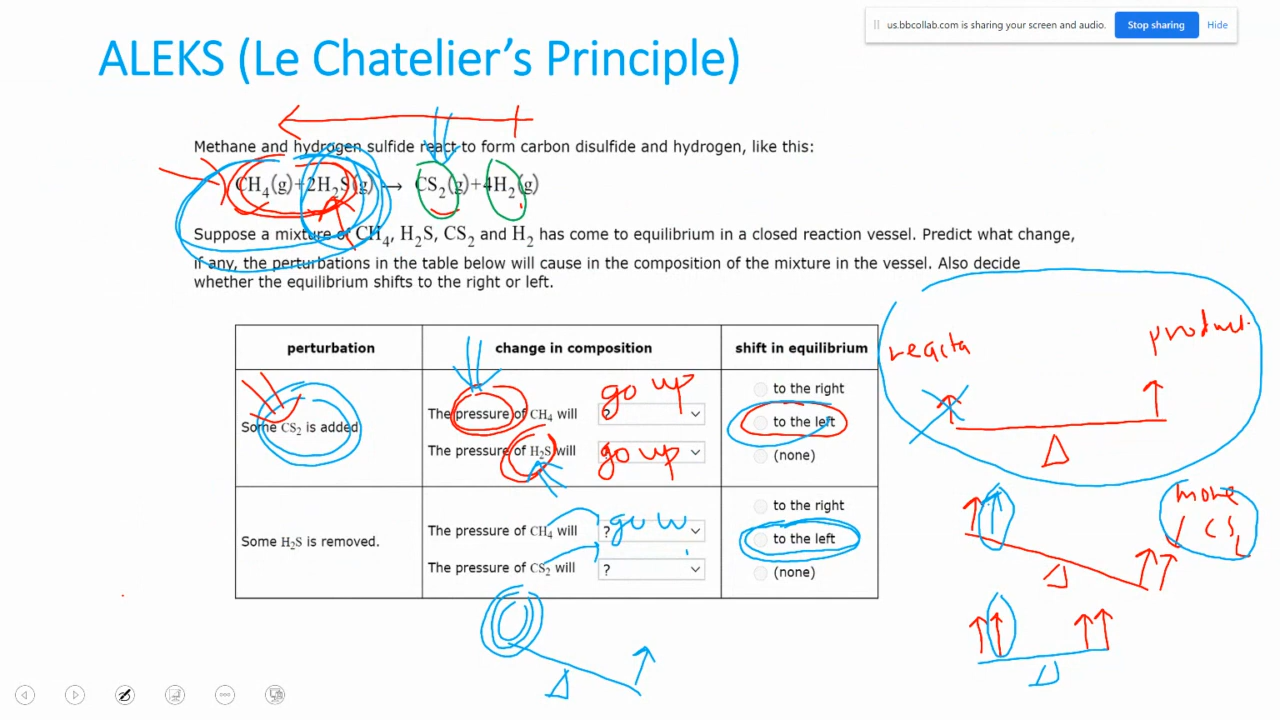 us.bbcollab.com is sharing your screen and audio. Stop sharing Hide
ALEKS (Le Chatelier's Principle)
Methane and hydrogen sulfide react to form carbon disulfide and hydrogen, like this:
CH₄(g)+2H₂S(g) → CS₂(g)+4H₂(g)
Suppose a mixture of CH₄, H₂S, CS₂ and H₂ has come to equilibrium in a closed reaction vessel. Predict what change,
if any, the perturbations in the table below will cause in the composition of the mixture in the vessel. Also decide
whether the equilibrium shifts to the right or left.
product
reacta
perturbation change in composition shift in equilibrium
Some CS₂ is added
The pressure of CH₄ will ? go up
The pressure of H₂S will ? go up
to the right
to the left
(none)
Some H₂S is removed.
The pressure of CH₄ will ? go
The pressure of CS₂ will ?
to the right
to the left
(none)
more
CS₂